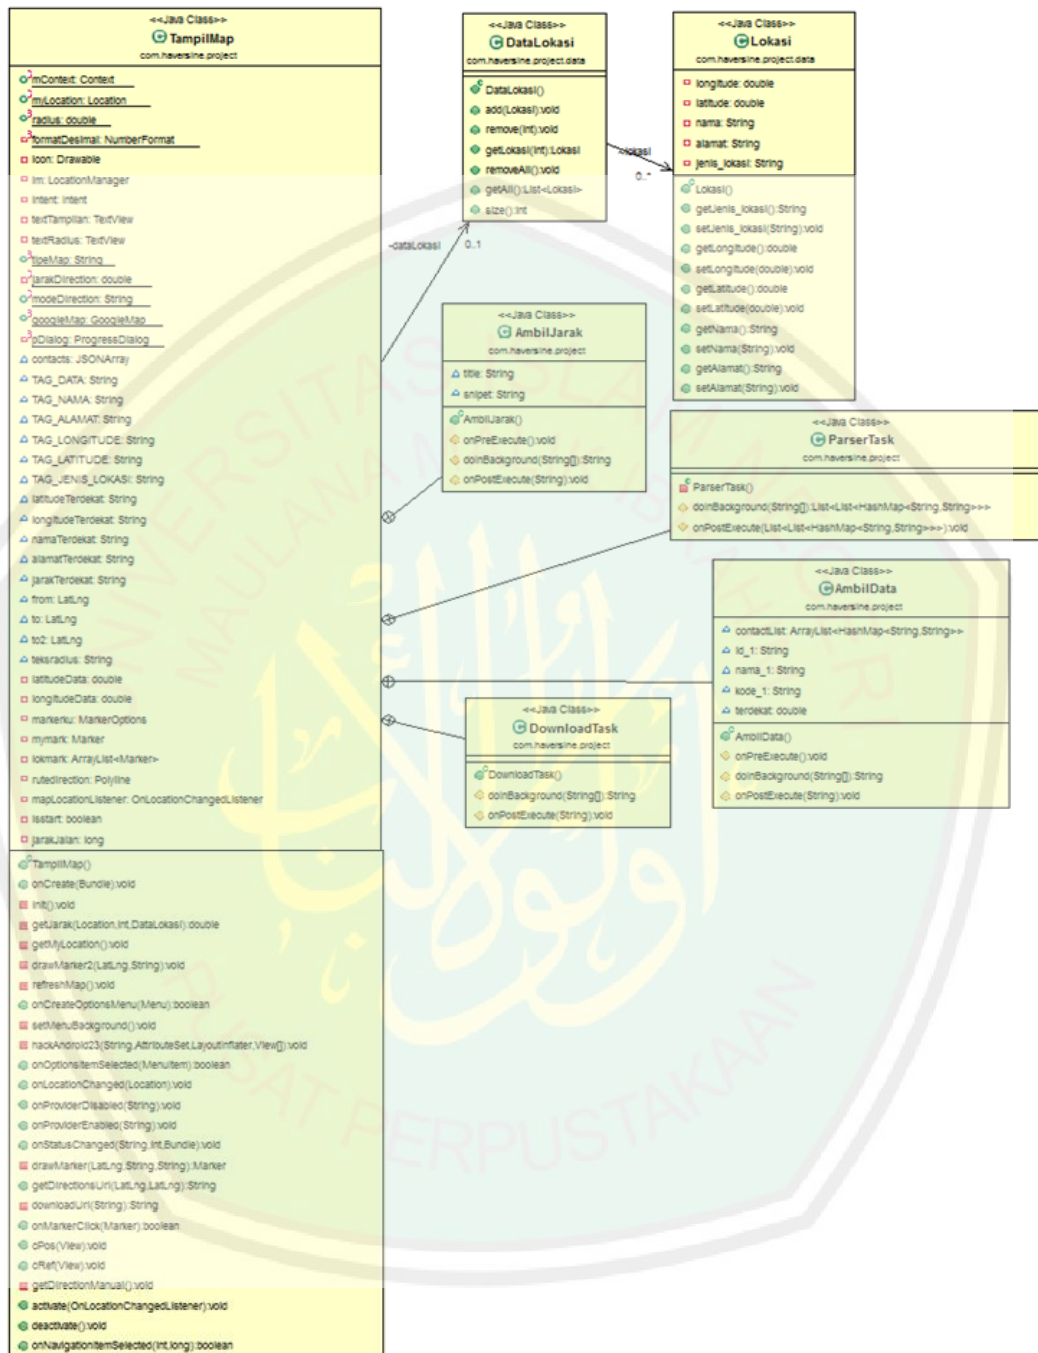 <<Java Class>>
TampilMap
com.haversine.project
mContext: Context
myLocation: Location
radius: double
formatDesimal: NumberFormat
icon: Drawable
lm: LocationManager
intent: Intent
textTampilan: TextView
textRadius: TextView
tipeMap: String
jarakDirection: double
modeDirection: String
googleMap: GoogleMap
pDialog: ProgressDialog
contacts: JSONArray
TAG_DATA: String
TAG_NAMA: String
TAG_ALAMAT: String
TAG_LONGITUDE: String
TAG_LATITUDE: String
TAG_JENIS_LOKASI: String
latitudeTerdekat: String
longitudeTerdekat: String
namaTerdekat: String
alamatTerdekat: String
jarakTerdekat: String
from: LatLng
to: LatLng
to2: LatLng
teksradius: String
latitudeData: double
longitudeData: double
markerku: MarkerOptions
mymark: Marker
lokmark: ArrayList<Marker>
rutedirection: Polyline
mapLocationListener: OnLocationChangedListener
isstart: boolean
jarakJalan: long
TampilMap()
onCreate(Bundle):void
init():void
getJarak(Location,int,DataLokasi):double
getMyLocation():void
drawMarker2(LatLng,String):void
refreshMap():void
onCreateOptionsMenu(Menu):boolean
setMenuBackground():void
hackAndroid23(String,AttributeSet,LayoutInflater,View[]):void
onOptionsItemSelected(MenuItem):boolean
onLocationChanged(Location):void
onProviderDisabled(String):void
onProviderEnabled(String):void
onStatusChanged(String,int,Bundle):void
drawMarker(LatLng,String,String):Marker
getDirectionsUrl(LatLng,LatLng):String
downloadUrl(String):String
onMarkerClick(Marker):boolean
cPos(View):void
cRef(View):void
getDirectionManual():void
activate(OnLocationChangedListener):void
deactivate():void
onNavigationItemSelected(int,long):boolean
<<Java Class>>
DataLokasi
com.haversine.project.data
DataLokasi()
add(Lokasi):void
remove(int):void
getLokasi(int):Lokasi
removeAll():void
getAll():List<Lokasi>
size():int
~dataLokasi
0..1
-lokasi
0..*
<<Java Class>>
Lokasi
com.haversine.project.data
longitude: double
latitude: double
nama: String
alamat: String
jenis_lokasi: String
Lokasi()
getJenis_lokasi():String
setJenis_lokasi(String):void
getLongitude():double
setLongitude(double):void
getLatitude():double
setLatitude(double):void
getNama():String
setNama(String):void
getAlamat():String
setAlamat(String):void
<<Java Class>>
AmbilJarak
com.haversine.project
title: String
snipet: String
AmbilJarak()
onPreExecute():void
doInBackground(String[]):String
onPostExecute(String):void
<<Java Class>>
ParserTask
com.haversine.project
ParserTask()
doInBackground(String[]):List<List<HashMap<String,String>>>
onPostExecute(List<List<HashMap<String,String>>>):void
<<Java Class>>
AmbilData
com.haversine.project
contactList: ArrayList<HashMap<String,String>>
id_1: String
nama_1: String
kode_1: String
terdekat: double
AmbilData()
onPreExecute():void
doInBackground(String[]):String
onPostExecute(String):void
<<Java Class>>
DownloadTask
com.haversine.project
DownloadTask()
doInBackground(String[]):String
onPostExecute(String):void
PUSAT PERPUSTAKAAN